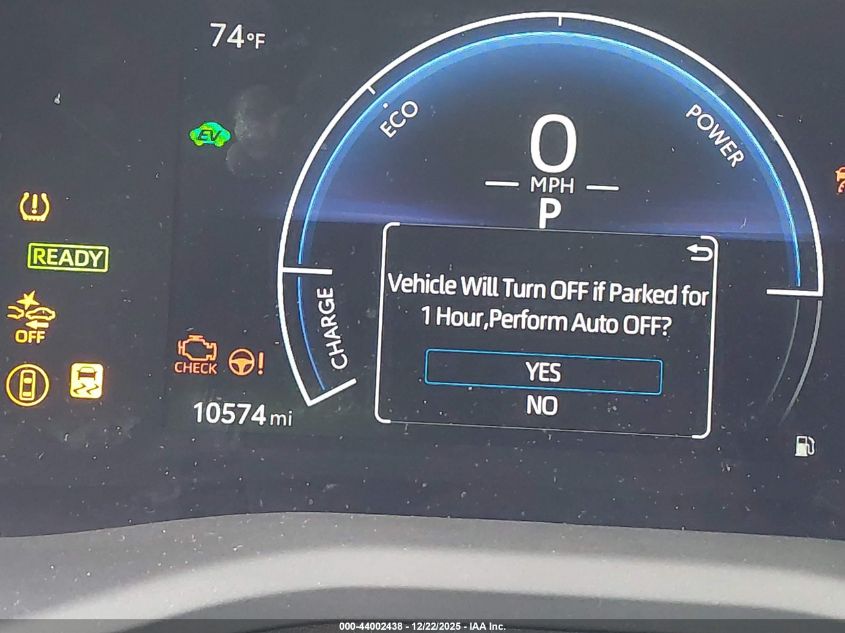 74°F
EV
ECO
POWER
0
MPH
P
READY
Vehicle Will Turn OFF if Parked for
1 Hour,Perform Auto OFF?
CHARGE
OFF
CHECK
YES
NO
10574 mi
000-44002438 - 12/22/2025 - IAA Inc.